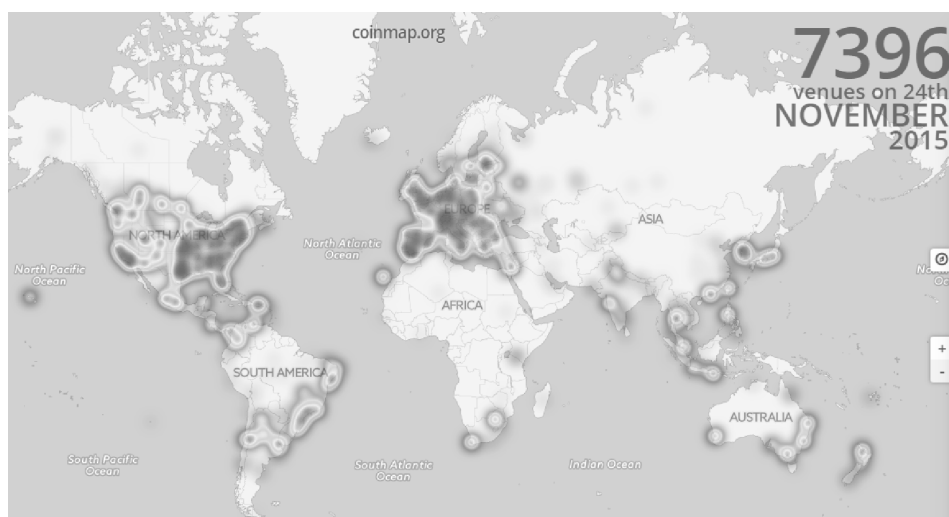 coinmap.org
7396
venues on 24th
NOVEMBER
2015
NORTH AMERICA
EUROPE
ASIA
North Atlantic
Ocean
North Pacific
Ocean
AFRICA
SOUTH AMERICA
AUSTRALIA
South Pacific
Ocean
South Atlantic
Ocean
Indian Ocean
+
-